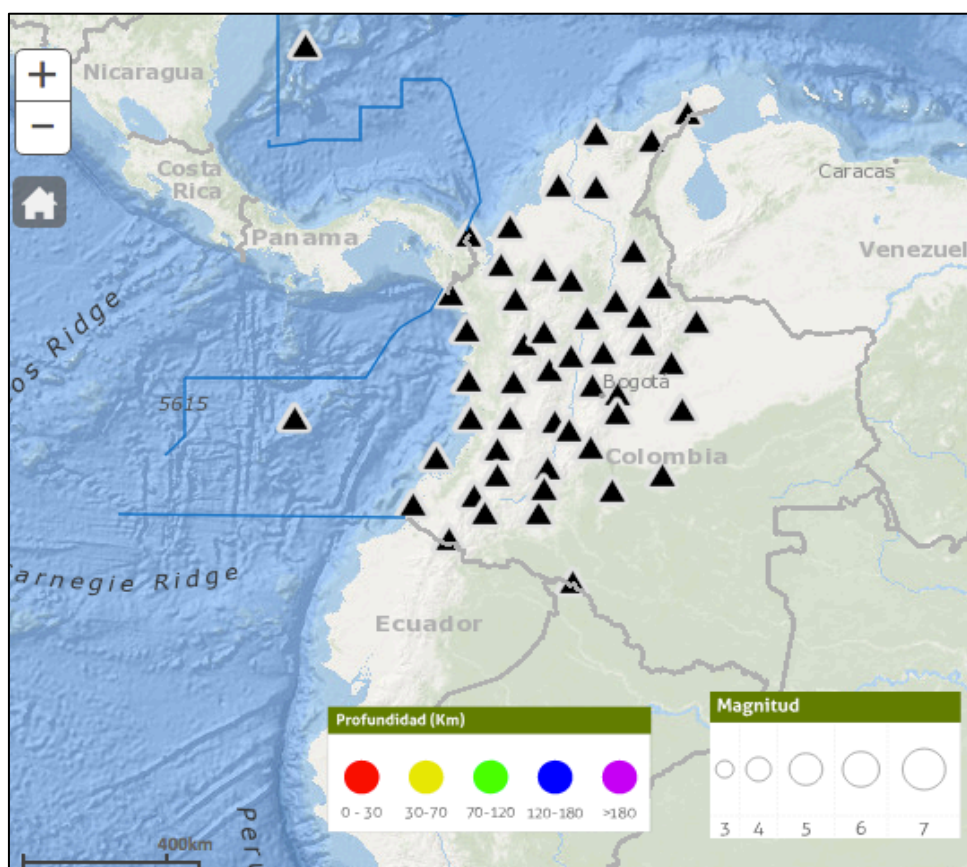 +
−
Nicaragua
Costa
Rica
Panama
Caracas
Venezuel
os Ridge
5615
Bogotá
Colombia
arnegie Ridge
Ecuador
Profundidad (Km)
0 - 30 30-70 70-120 120-180 >180
Magnitud
3 4 5 6 7
Peru
400km